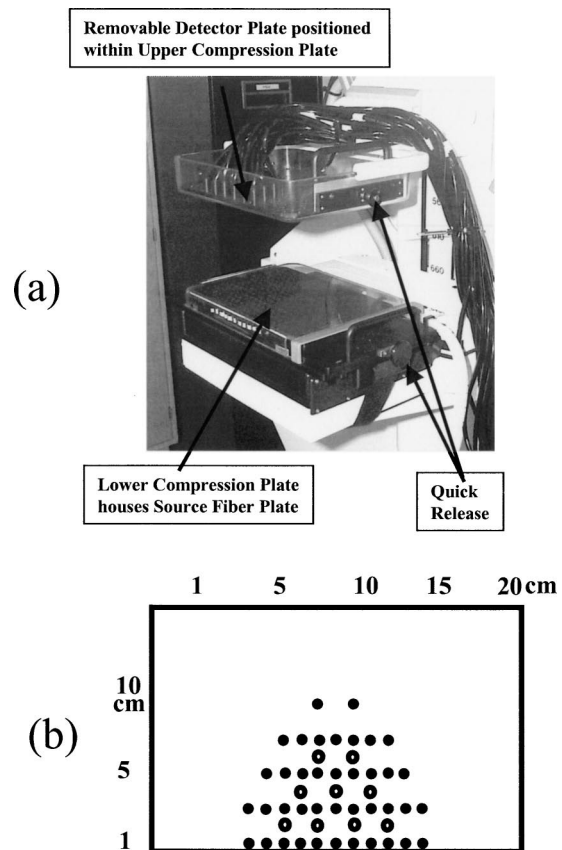 Removable Detector Plate positioned
within Upper Compression Plate
660
(a)
Lower Compression Plate
houses Source Fiber Plate
Quick
Release
1 5 10 15 20 cm
10
cm
(b)
5
1